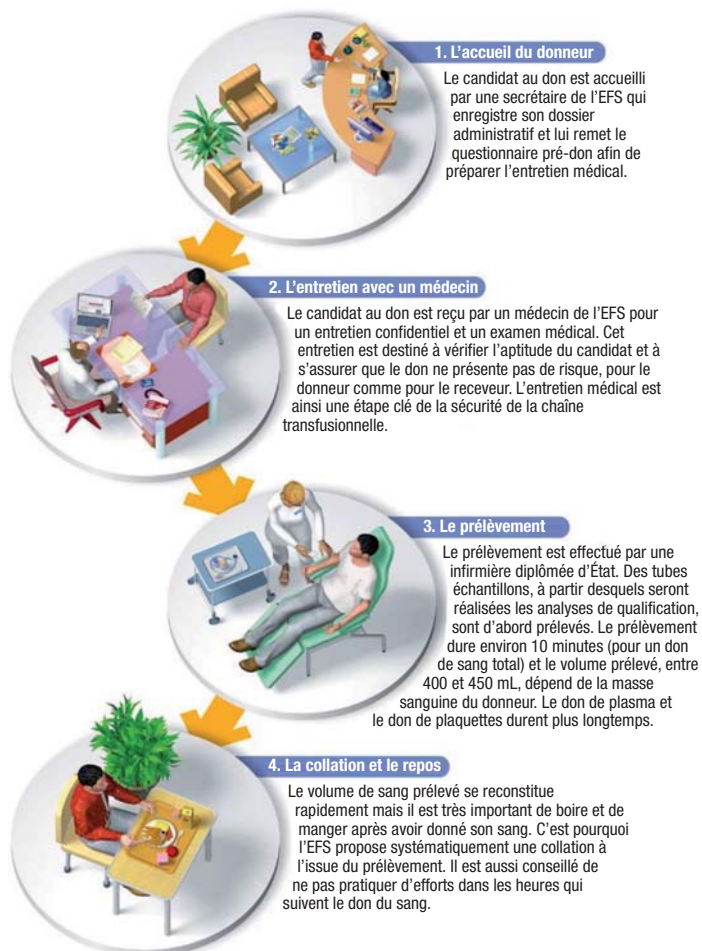 1. L’accueil du donneur
Le candidat au don est accueilli
par une secrétaire de l’EFS qui
enregistre son dossier
administratif et lui remet le
questionnaire pré-don afin de
préparer l’entretien médical.
2. L’entretien avec un médecin
Le candidat au don est reçu par un médecin de l’EFS pour
un entretien confidentiel et un examen médical. Cet
entretien est destiné à vérifier l’aptitude du candidat et à
s’assurer que le don ne présente pas de risque, pour le
donneur comme pour le receveur. L’entretien médical est
ainsi une étape clé de la sécurité de la chaîne
transfusionnelle.
3. Le prélèvement
Le prélèvement est effectué par une
infirmière diplômée d’État. Des tubes
échantillons, à partir desquels seront
réalisées les analyses de qualification,
sont d’abord prélevés. Le prélèvement
dure environ 10 minutes (pour un don
de sang total) et le volume prélevé, entre
400 et 450 mL, dépend de la masse
sanguine du donneur. Le don de plasma et
le don de plaquettes durent plus longtemps.
4. La collation et le repos
Le volume de sang prélevé se reconstitue
rapidement mais il est très important de boire et de
manger après avoir donné son sang. C’est pourquoi
l’EFS propose systématiquement une collation à
l’issue du prélèvement. Il est aussi conseillé de
ne pas pratiquer d’efforts dans les heures qui
suivent le don du sang.